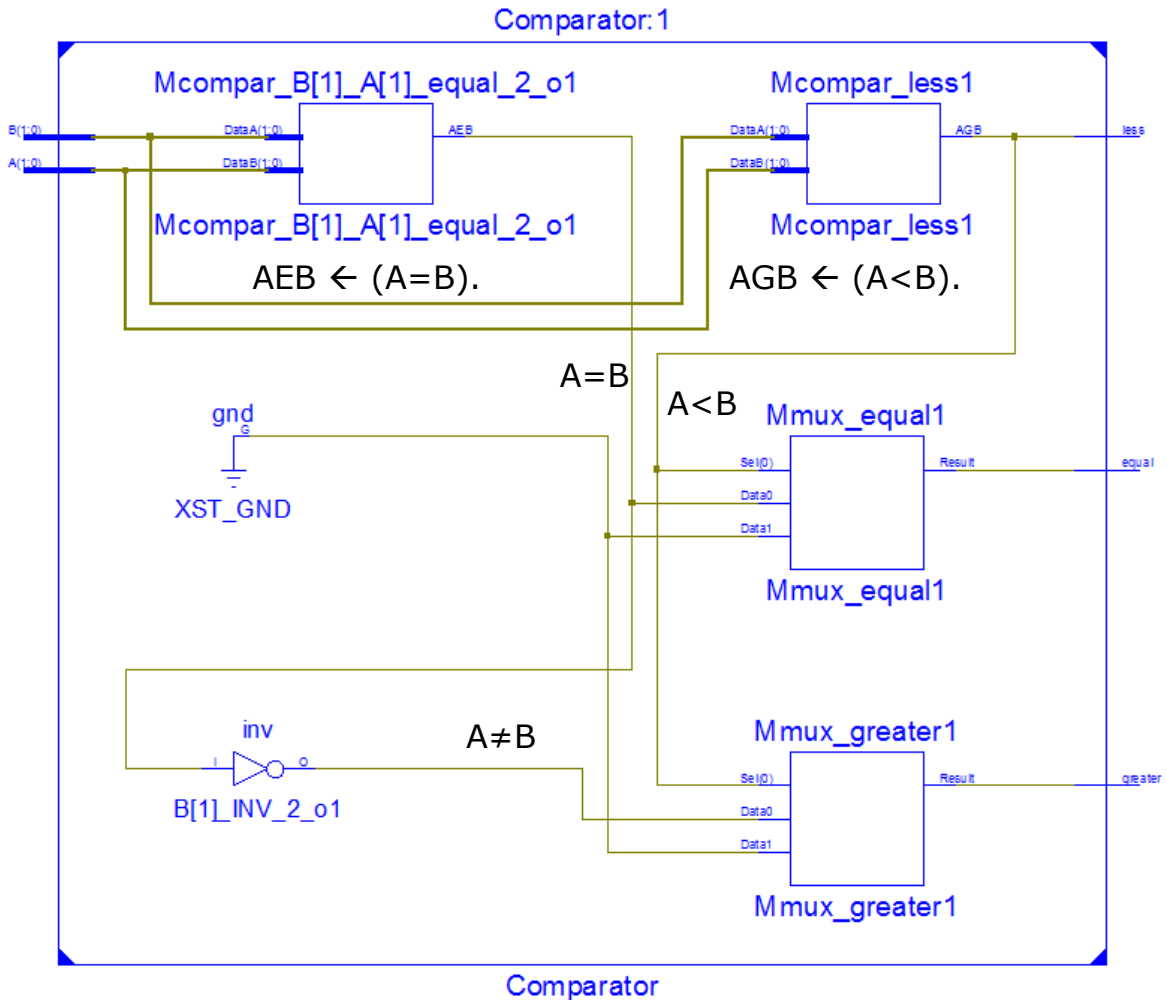 Comparator:1
Mcompar_B[1]_A[1]_equal_2_o1
Mcompar_less1
B(1:0)
DataA(1:0)
AEB
DataA(1:0)
AGB
less
A(1:0)
DataB(1:0)
DataB(1:0)
Mcompar_B[1]_A[1]_equal_2_o1
Mcompar_less1
AEB ← (A=B).
AGB ← (A<B).
A=B
A<B
gnd
G
XST_GND
Mmux_equal1
Sel(0)
Result
equal
Data0
Data1
Mmux_equal1
inv
A≠B
I
O
B[1]_INV_2_o1
Mmux_greater1
Sel(0)
Result
greater
Data0
Data1
Mmux_greater1
Comparator